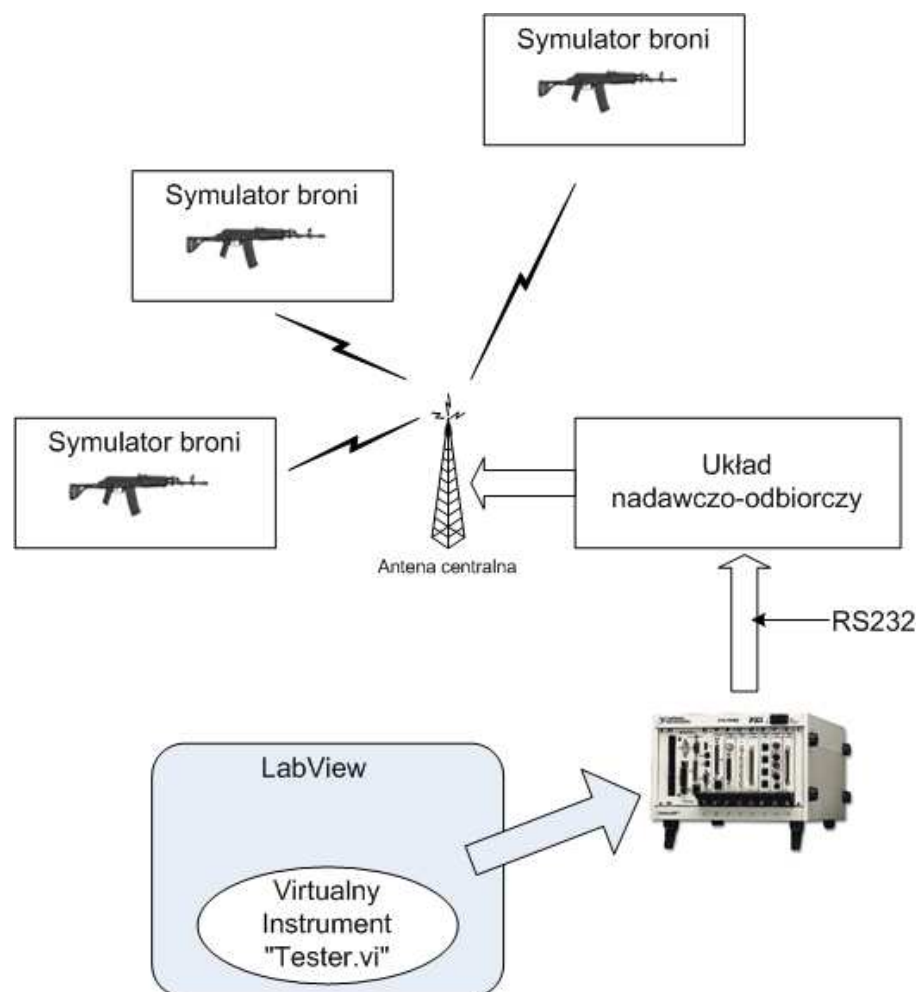 Symulator broni
Symulator broni
Symulator broni
Układ
nadawczo-odbiorczy
Antena centralna
RS232
LabView
Virtualny
Instrument
"Tester.vi"